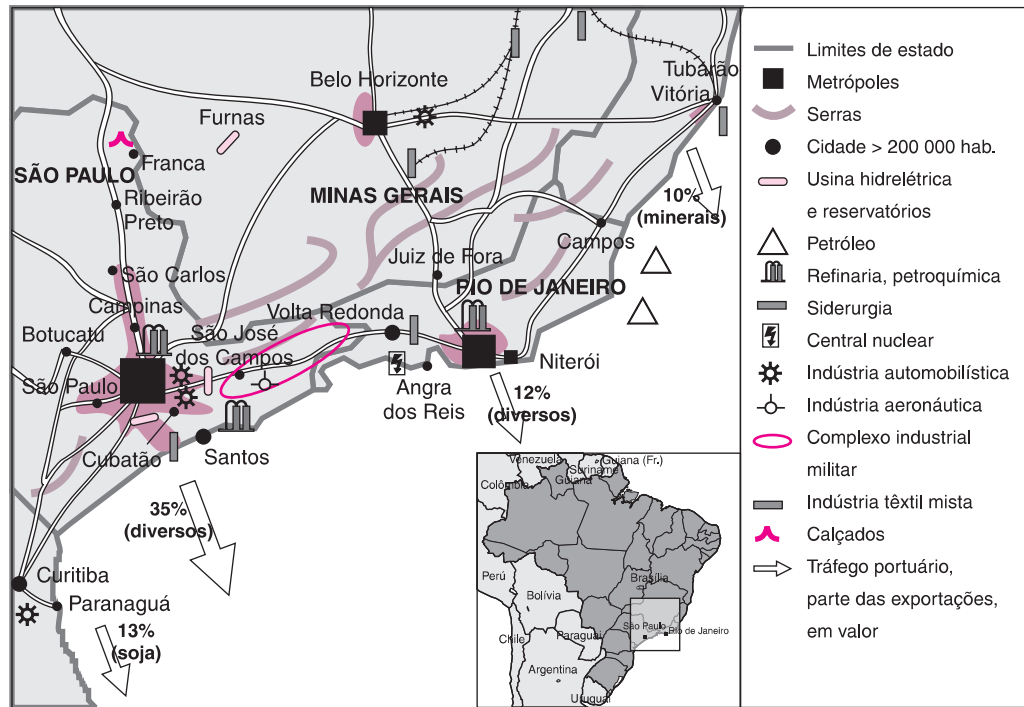 Belo Horizonte
Tubarão
Vitória
Furnas
Franca
SÃO PAULO
Ribeirão
Preto
MINAS GERAIS
10%
(minerais)
Campos
Juiz de Fora
RIO DE JANEIRO
São Carlos
Campinas
Volta Redonda
Botucatu
São José
dos Campos
São Paulo
Niterói
Angra
dos Reis
12%
(diversos)
Cubatão
Santos
35%
(diversos)
Curitiba
Paranaguá
13%
(soja)
Venezuela
Guiana (Fr.)
Suriname
Guiana
Colômbia
Peru
Brasília
Bolívia
São Paulo
Rio de Janeiro
Paraguai
Chile
Argentina
Uruguai
Limites de estado
Metrópoles
Serras
Cidade > 200 000 hab.
Usina hidrelétrica
e reservatórios
Petróleo
Refinaria, petroquímica
Siderurgia
Central nuclear
Indústria automobilística
Indústria aeronáutica
Complexo industrial
militar
Indústria têxtil mista
Calçados
Tráfego portuário,
parte das exportações,
em valor